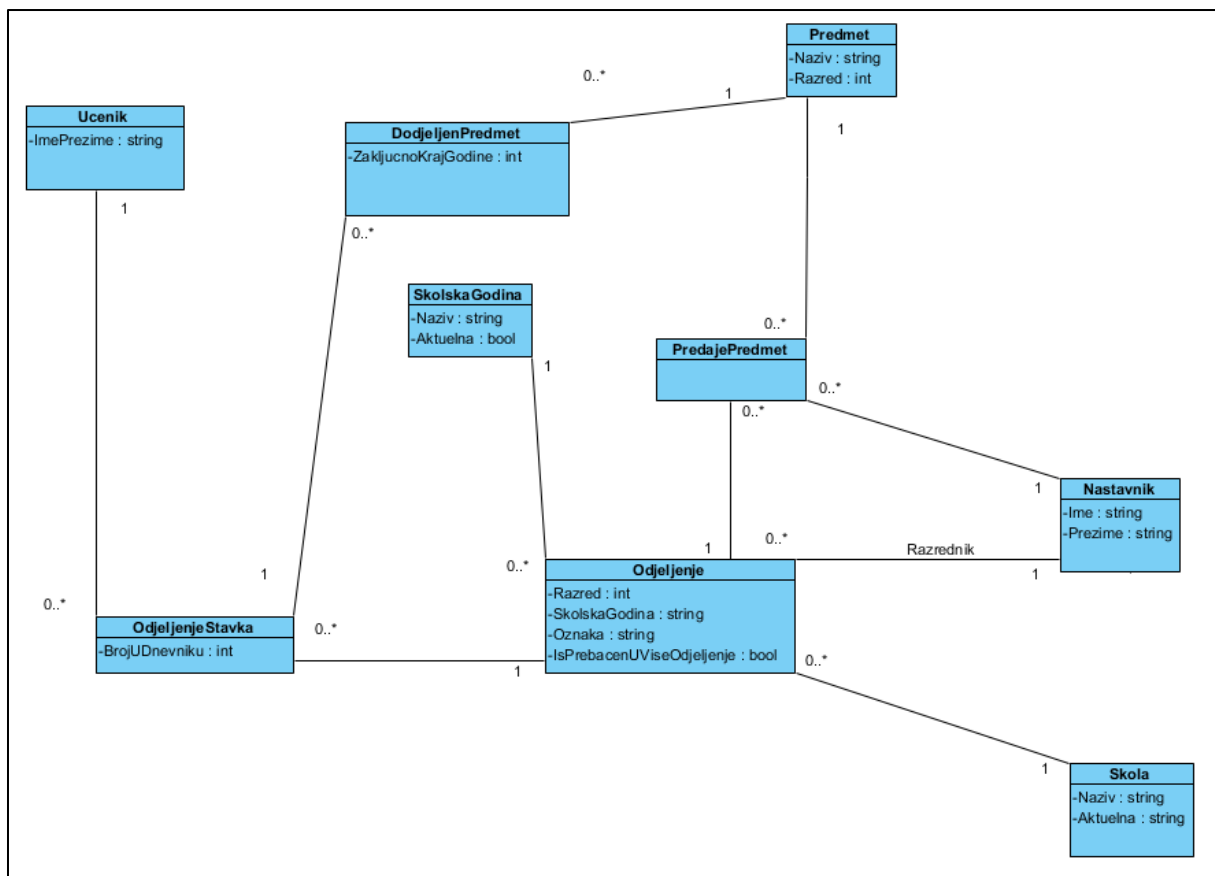 Predmet
-Naziv : string
-Razred : int
0..*
1
1
Ucenik
-ImePrezime : string
1
DodjeljenPredmet
-ZakljucnoKrajGodine : int
0..*
SkolskaGodina
-Naziv : string
-Aktuelna : bool
1
0..*
PredajePredmet
0..*
0..*
1
Nastavnik
-Ime : string
-Prezime : string
1
0..*
Razrednik
1
0..*
Odjeljenje
-Razred : int
-SkolskaGodina : string
-Oznaka : string
-IsPrebacenUViseOdjeljenje : bool
1
0..*
OdjeljenjeStavka
-BrojUDnevniku : int
0..*
1
0..*
1
Skola
-Naziv : string
-Aktuelna : string